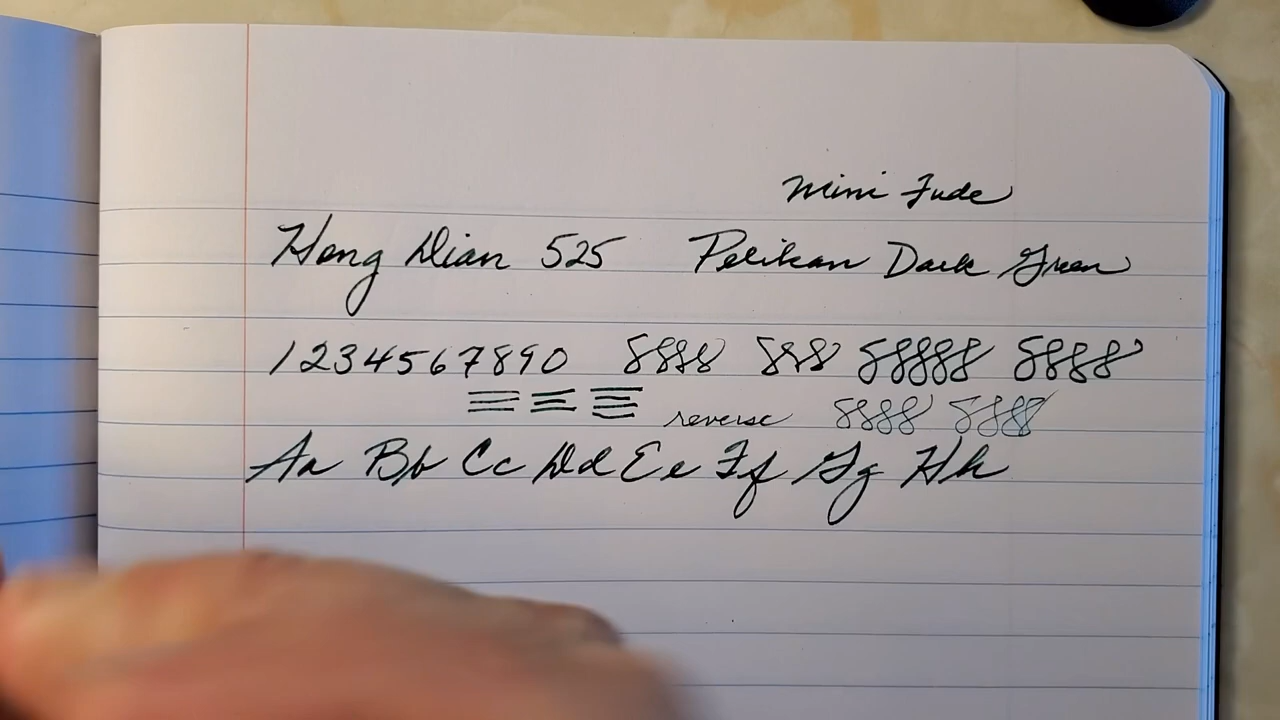 Mini Fude
Hong Dian 525 Pelikan Dark Green
1234567890 8888 888 88888 8888
reverse 8888 8888
Aa Bb Cc Dd Ee Ff Gg Hh